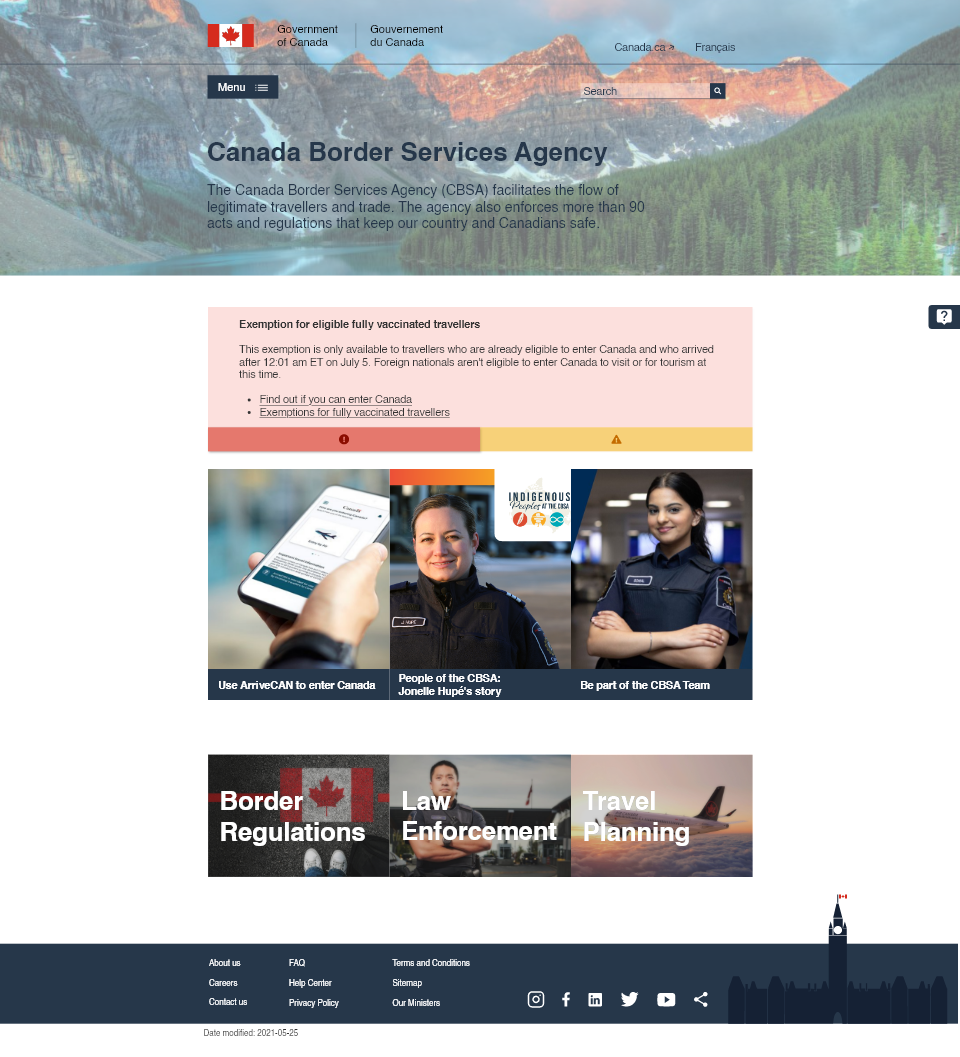 Government
of Canada
Gouvernement
du Canada
Canada.ca
Français
Menu
Search
Canada Border Services Agency
The Canada Border Services Agency (CBSA) facilitates the flow of
legitimate travellers and trade. The agency also enforces more than 90
acts and regulations that keep our country and Canadians safe.
Exemption for eligible fully vaccinated travellers
This exemption is only available to travellers who are already eligible to enter Canada and who arrived
after 12:01 am ET on July 5. Foreign nationals aren't eligible to enter Canada to visit or for tourism at
this time.
• Find out if you can enter Canada
• Exemptions for fully vaccinated travellers
INDIGENOUS
Peoples AT THE CBSA
Canada
J. HUPÉ
Use ArriveCAN to enter Canada
People of the CBSA:
Jonelle Hupé's story
Be part of the CBSA Team
Border
Regulations
Law
Enforcement
Travel
Planning
About us
FAQ
Terms and Conditions
Careers
Help Center
Sitemap
Contact us
Privacy Policy
Our Ministers
Date modified: 2021-05-25